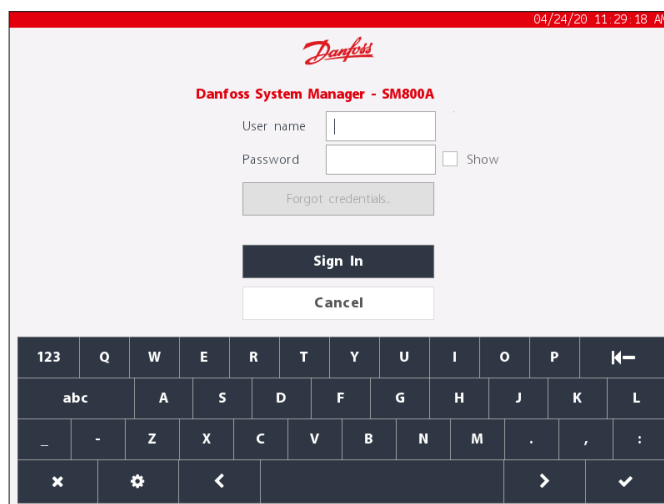 04/24/20 11:29:18 AM
Danfoss
Danfoss System Manager - SM800A
User name
Password
Show
Forgot credentials..
Sign In
Cancel
123 Q W E R T Y U I O P
abc A S D F G H J K L
_ - Z X C V B N M . , :